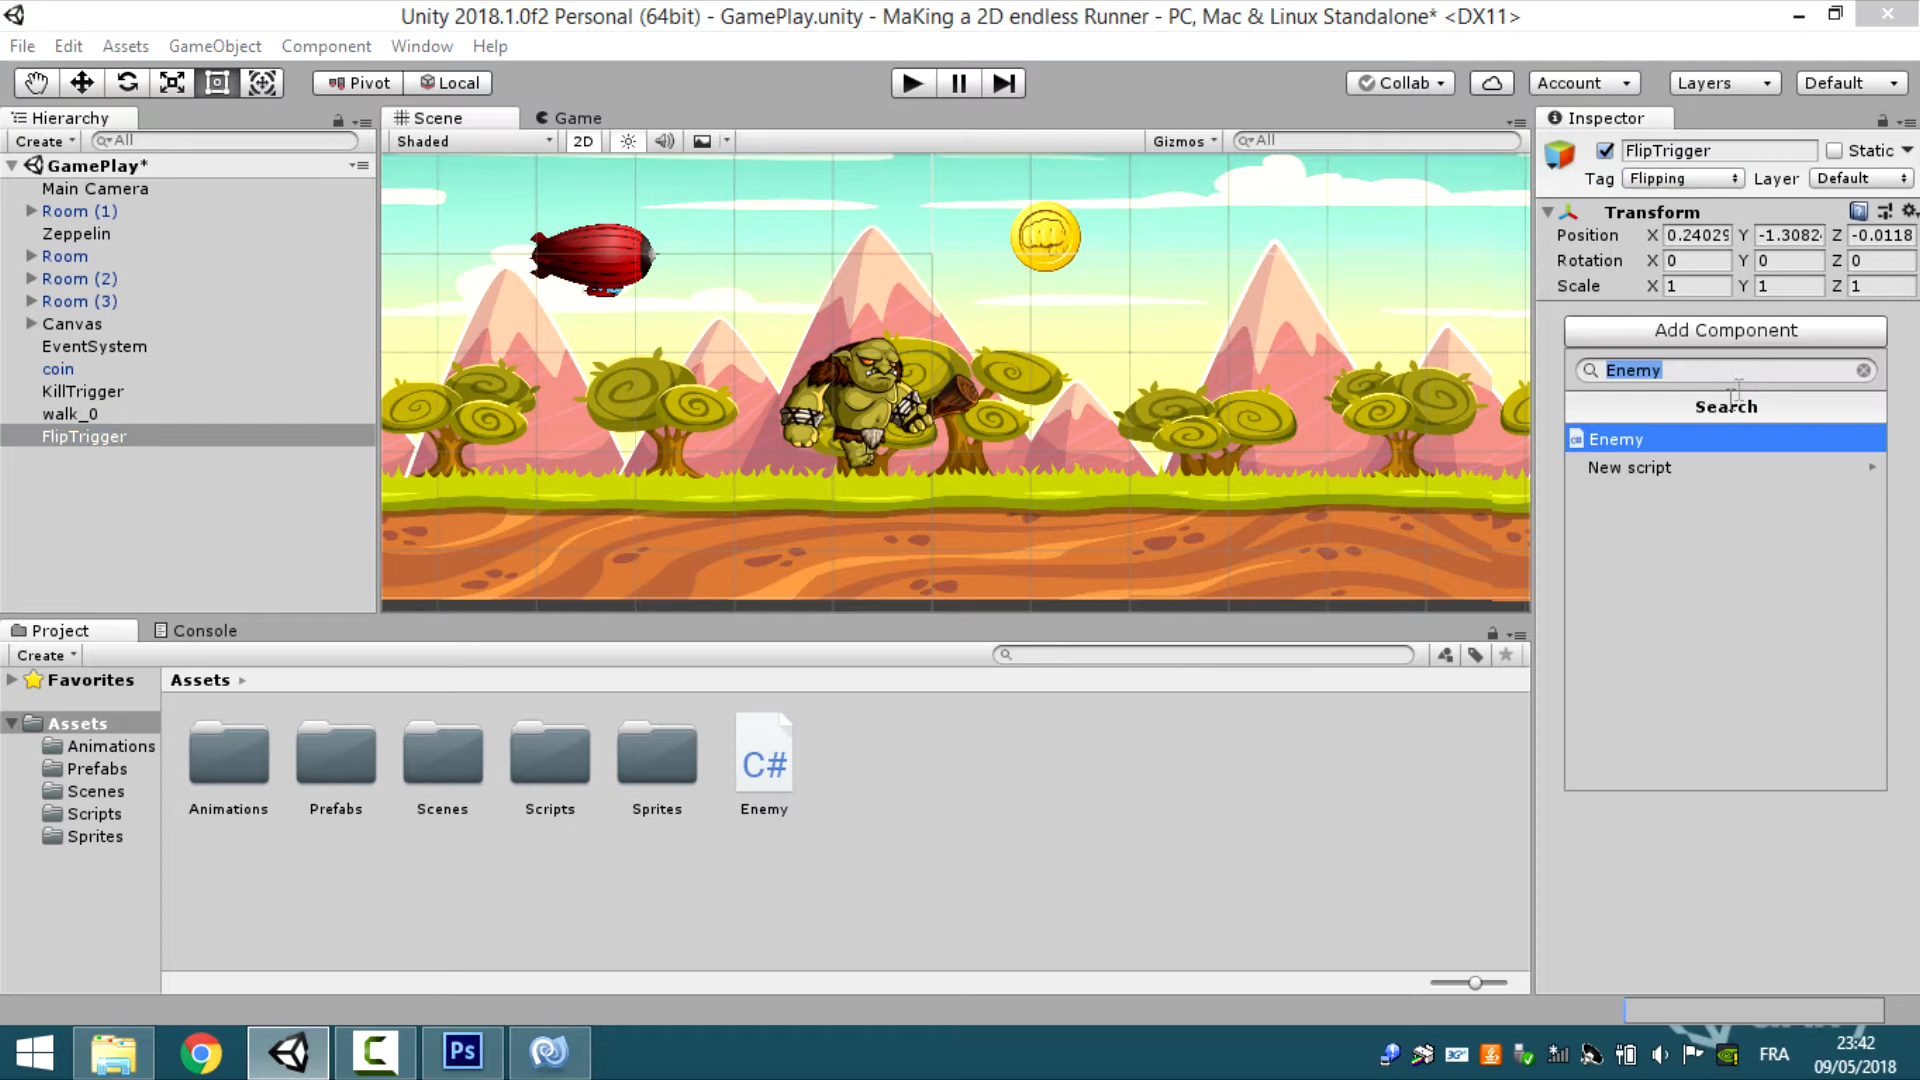 Unity 2018.1.0f2 Personal (64bit) - GamePlay.unity - MaKing a 2D endless Runner - PC, Mac & Linux Standalone* <DX11>
File Edit Assets GameObject Component Window Help
Pivot Local Collab Account Layers Default
Hierarchy
Create All
GamePlay*
Main Camera
Room (1)
Zeppelin
Room
Room (2)
Room (3)
Canvas
EventSystem
coin
KillTrigger
walk_0
FlipTrigger
Scene Game
Shaded 2D Gizmos All
Inspector
FlipTrigger Static
Tag Flipping Layer Default
Transform
Position X 0.24029 Y -1.3082 Z -0.0118
Rotation X 0 Y 0 Z 0
Scale X 1 Y 1 Z 1
Add Component
Enemy
Search
Enemy
New script
Project Console
Create
Favorites
Assets
Animations
Prefabs
Scenes
Scripts
Sprites
Assets
Animations Prefabs Scenes Scripts Sprites Enemy
C#
Ps
3G
FRA
23:42
09/05/2018